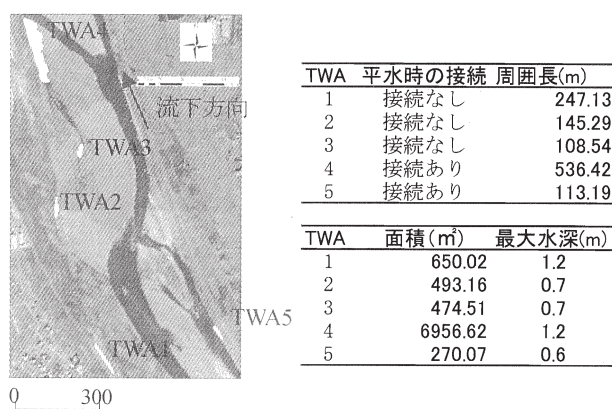 TWA4
流下方向
TWA3
TWA2
TWA5
TWA1
0 300
TWA 平水時の接続 周囲長(m)
1 接続なし 247.13
2 接続なし 145.29
3 接続なし 108.54
4 接続あり 536.42
5 接続あり 113.19
TWA 面積(㎡) 最大水深(m)
1 650.02 1.2
2 493.16 0.7
3 474.51 0.7
4 6956.62 1.2
5 270.07 0.6